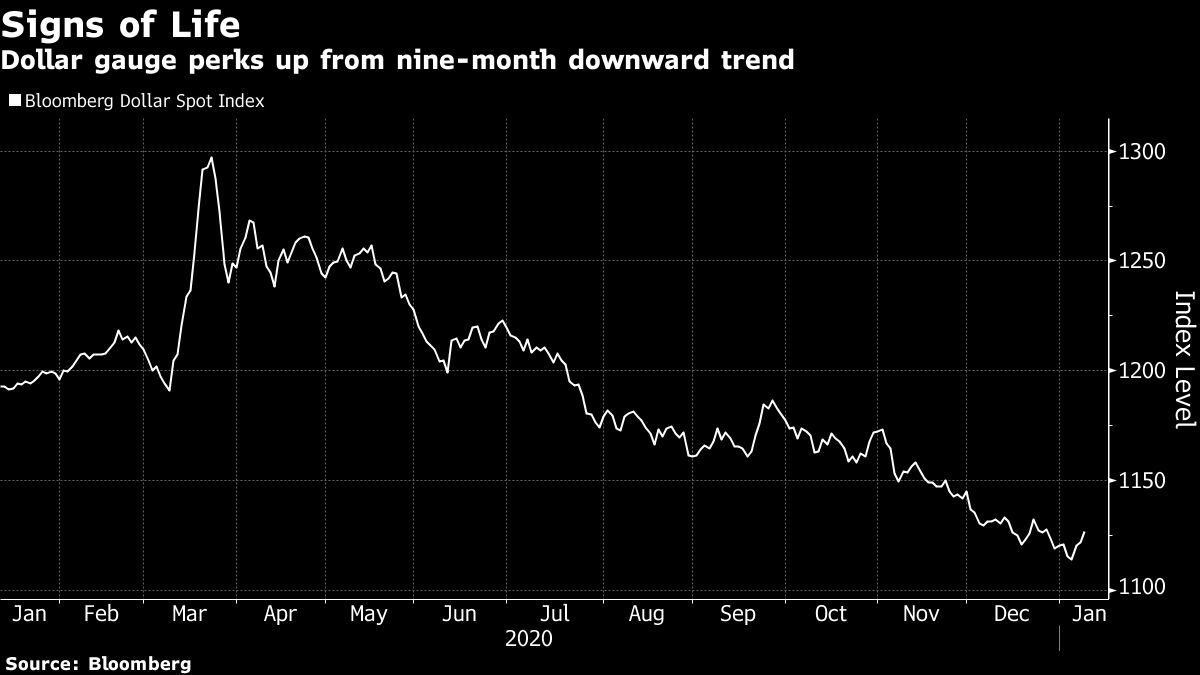 Signs of Life
Dollar gauge perks up from nine-month downward trend
Bloomberg Dollar Spot Index
1300
1250
1200
1150
1100
Index Level
Jan Feb Mar Apr May Jun Jul Aug Sep Oct Nov Dec Jan
2020
Source: Bloomberg